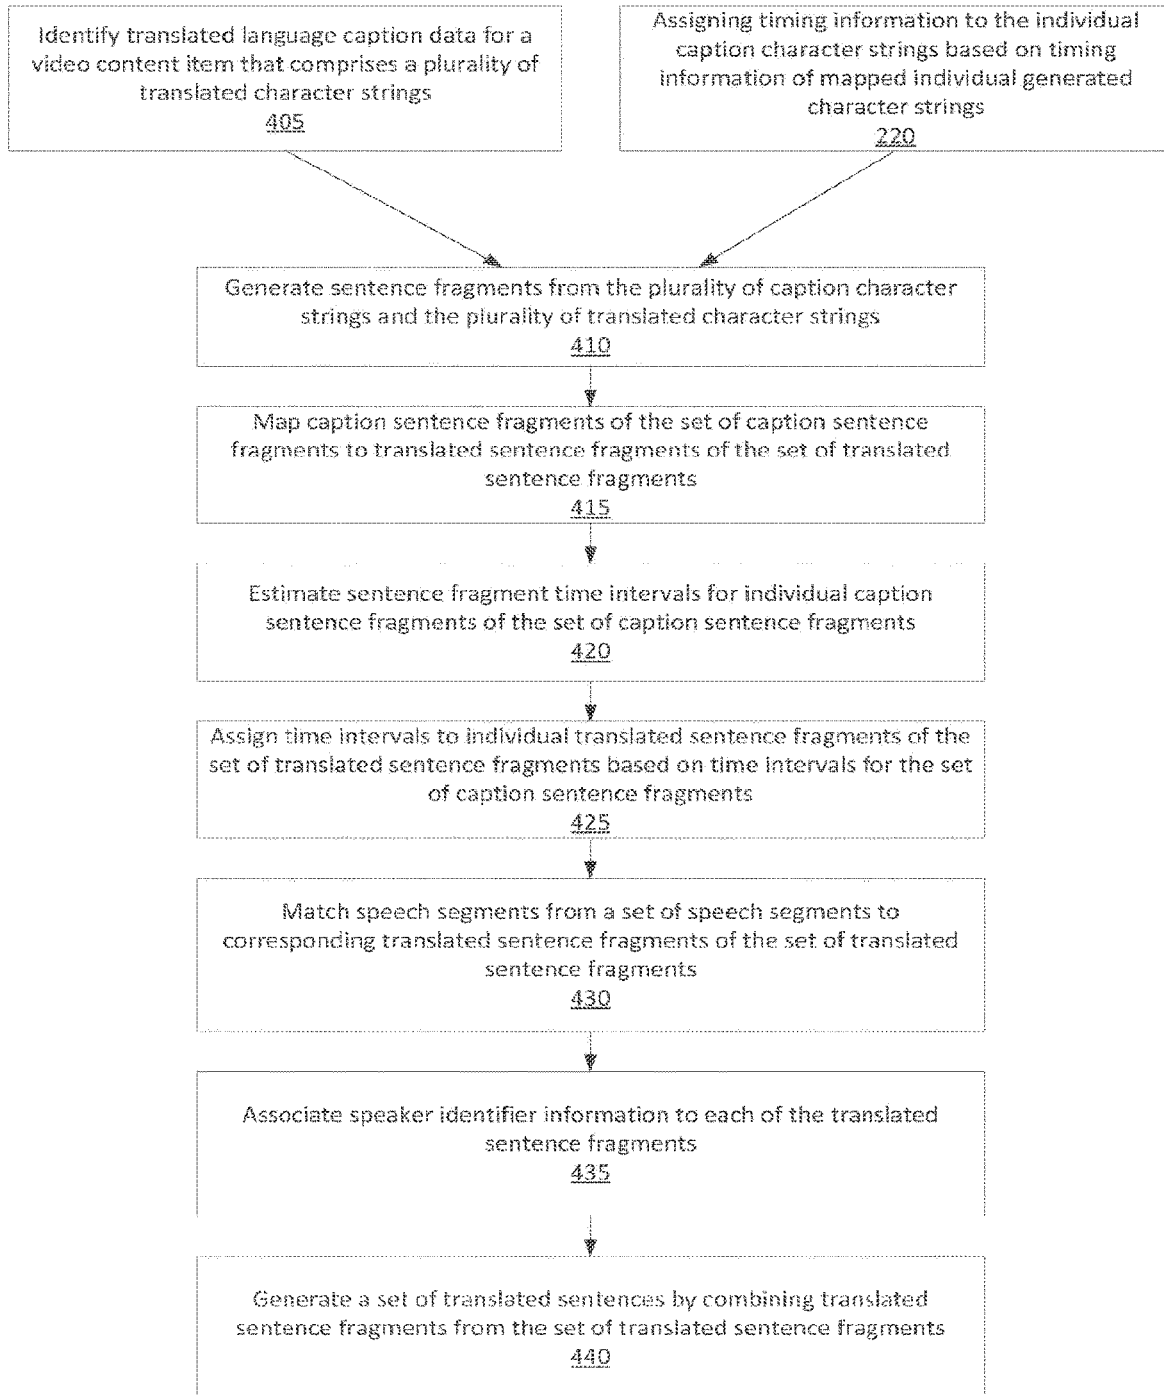 Identify translated language caption data for a
video content item that comprises a plurality of
translated character strings
405
Assigning timing information to the individual
caption character strings based on timing
information of mapped individual generated
character strings
220
Generate sentence fragments from the plurality of caption character
strings and the plurality of translated character strings
410
Map caption sentence fragments of the set of caption sentence
fragments to translated sentence fragments of the set of translated
sentence fragments
415
Estimate sentence fragment time intervals for individual caption
sentence fragments of the set of caption sentence fragments
420
Assign time intervals to individual translated sentence fragments of the
set of translated sentence fragments based on time intervals for the set
of caption sentence fragments
425
Match speech segments from a set of speech segments to
corresponding translated sentence fragments of the set of translated
sentence fragments
430
Associate speaker identifier information to each of the translated
sentence fragments
435
Generate a set of translated sentences by combining translated
sentence fragments from the set of translated sentence fragments
440